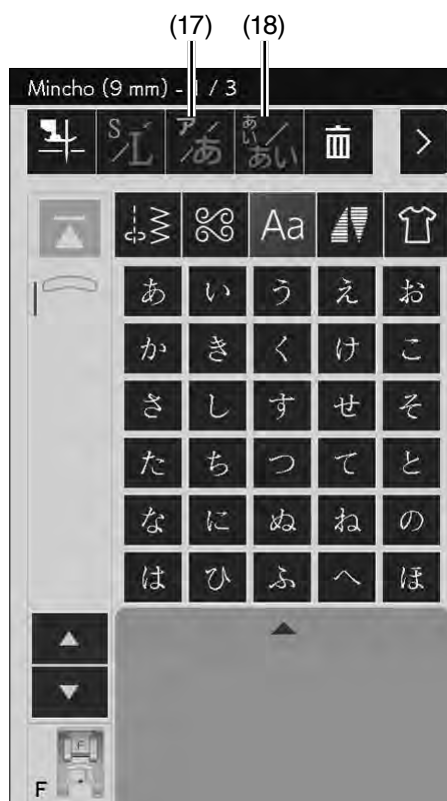 (17) (18)
Mincho (9 mm) - 1 / 3
S/L ア/あ あい/あい
Aa
あ い う え お
か き く け こ
さ し す せ そ
た ち つ て と
な に ぬ ね の
は ひ ふ へ ほ
F
F